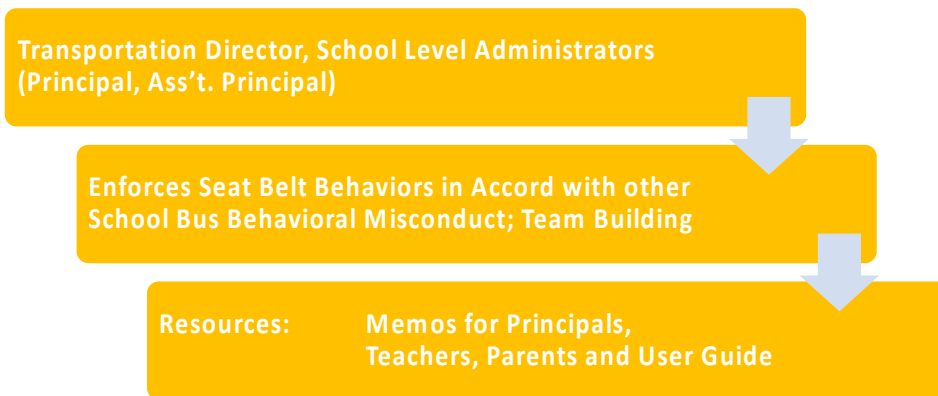 Transportation Director, School Level Administrators
(Principal, Ass’t. Principal)
Enforces Seat Belt Behaviors in Accord with other
School Bus Behavioral Misconduct; Team Building
Resources: Memos for Principals,
Teachers, Parents and User Guide